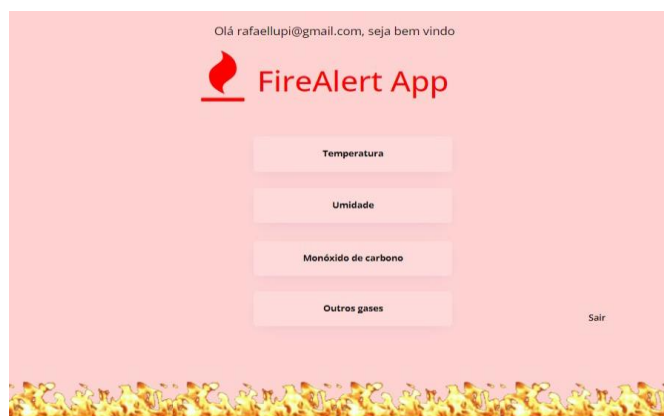 Olá rafaellupi@gmail.com, seja bem vindo
FireAlert App
Temperatura
Umidade
Monóxido de carbono
Outros gases
Sair